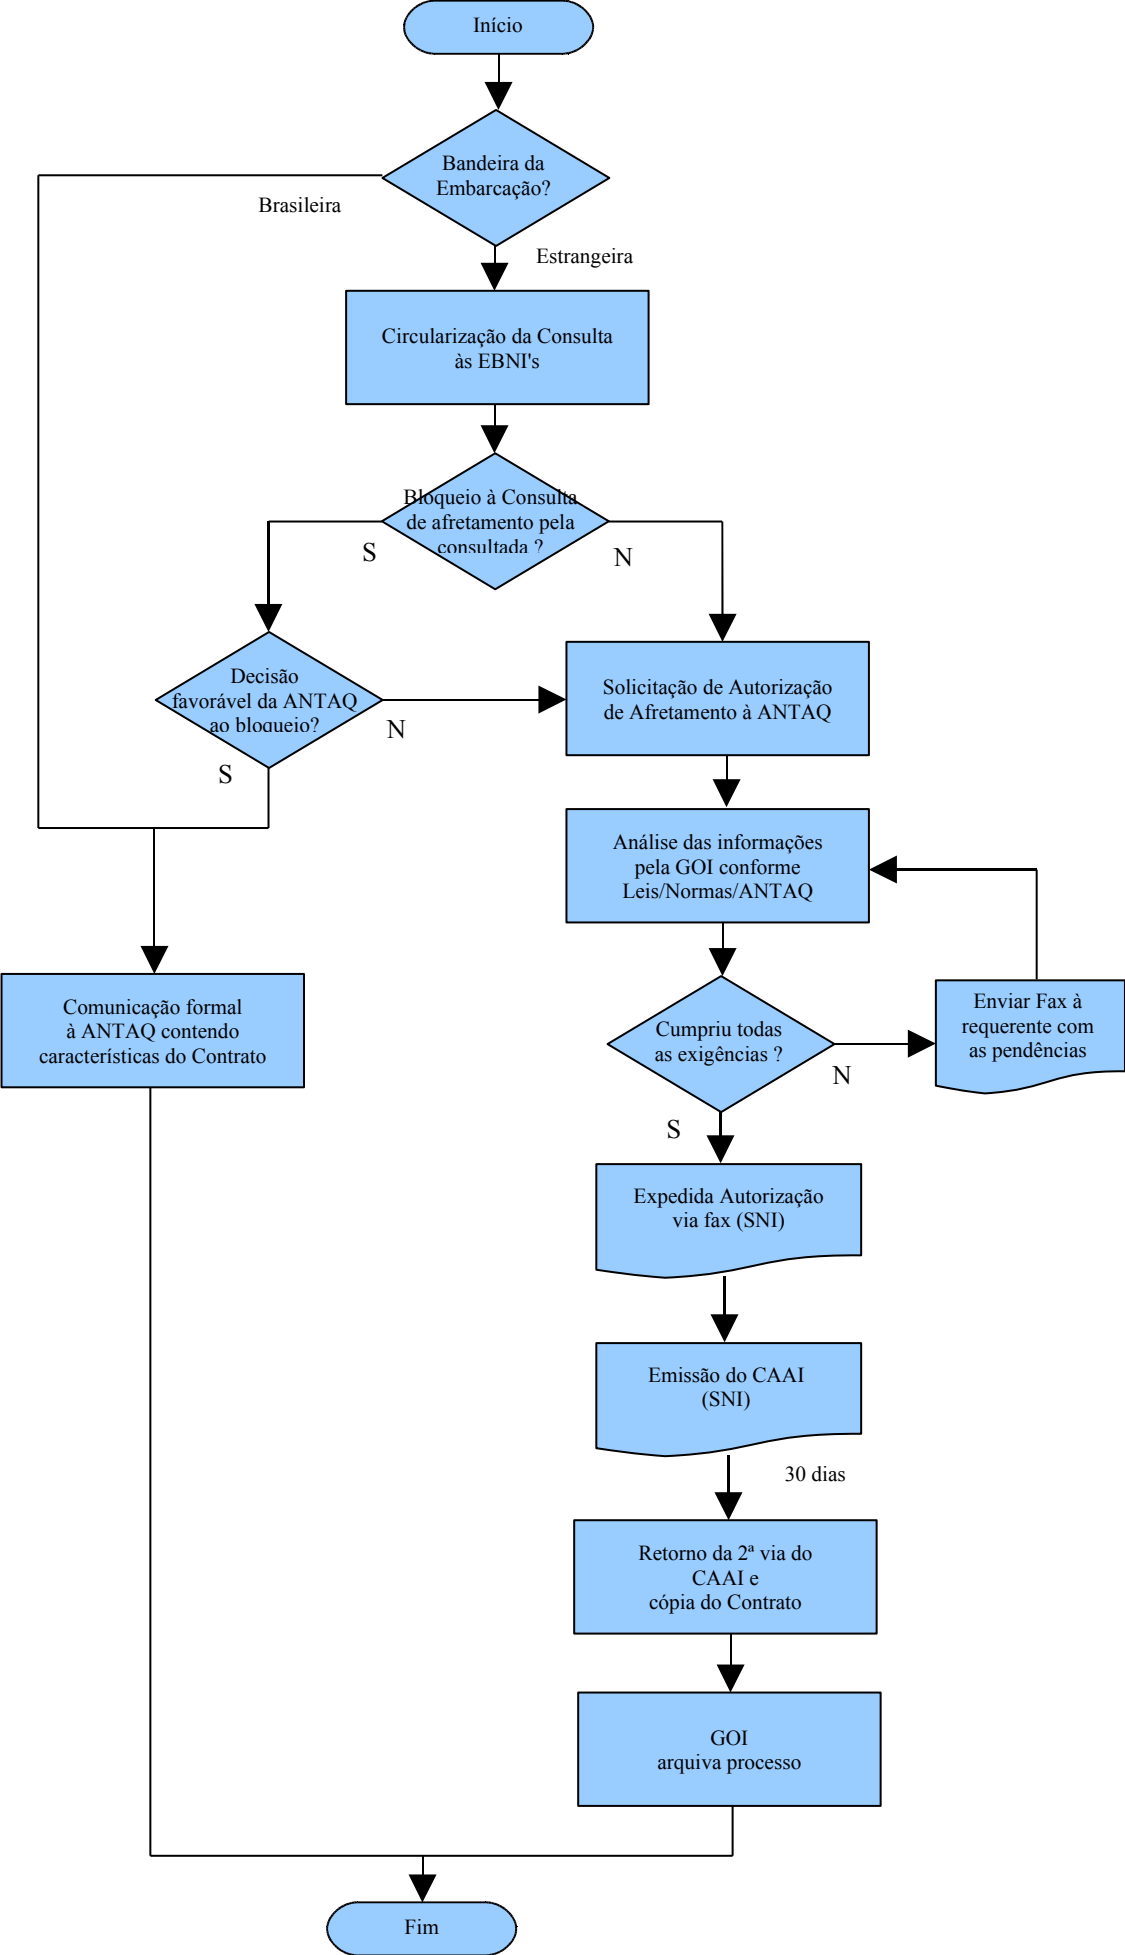 Início
Bandeira da
Embarcação?
Brasileira
Estrangeira
Circularização da Consulta
às EBNI's
Bloqueio à Consulta
de afretamento pela
consultada ?
S
N
Decisão
favorável da ANTAQ
ao bloqueio?
N
S
Solicitação de Autorização
de Afretamento à ANTAQ
Análise das informações
pela GOI conforme
Leis/Normas/ANTAQ
Comunicação formal
à ANTAQ contendo
características do Contrato
Cumpriu todas
as exigências ?
N
S
Enviar Fax à
requerente com
as pendências
Expedida Autorização
via fax (SNI)
Emissão do CAAI
(SNI)
30 dias
Retorno da 2ª via do
CAAI e
cópia do Contrato
GOI
arquiva processo
Fim